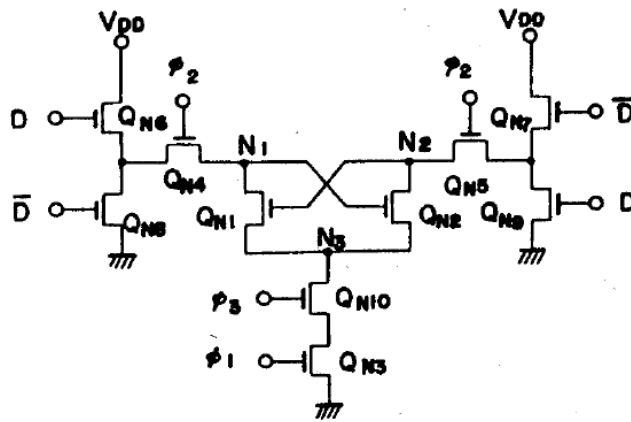 VDD VDD
φ2 φ2
D QN6 QN7 D̅
N1 N2
QN4 QN5
D̅ QN8 QN1 QN2 QN9 D
N3
φ3 QN10
φ1 QN3